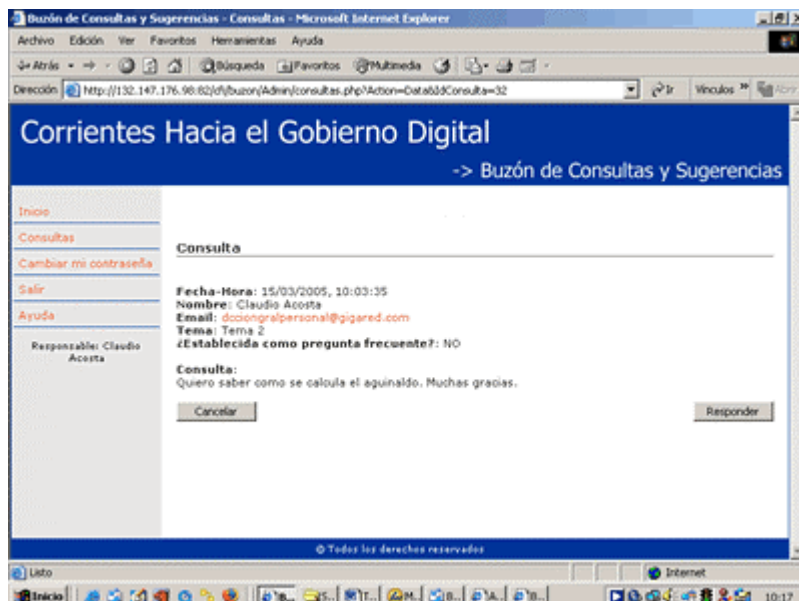 Buzón de Consultas y Sugerencias - Consultas - Microsoft Internet Explorer
Archivo Edición Ver Favoritos Herramientas Ayuda
Atrás Búsqueda Favoritos Multimedia
Dirección http://132.147.176.98:82/cfi/buzon/Admin/consultas.php?Action=Data&IdConsulta=32 Ir Vínculos
Corrientes Hacia el Gobierno Digital
-> Buzón de Consultas y Sugerencias
Inicio
Consultas
Cambiar mi contraseña
Salir
Ayuda
Responsable: Claudio
Acosta
Consulta
Fecha-Hora: 15/03/2005, 10:03:35
Nombre: Claudio Acosta
Email: dcciongralpersonal@gigared.com
Tema: Tema 2
¿Establecida como pregunta frecuente?: NO
Consulta:
Quiero saber como se calcula el aguinaldo. Muchas gracias.
Cancelar Responder
© Todos los derechos reservados
Listo Internet
Inicio 10:17